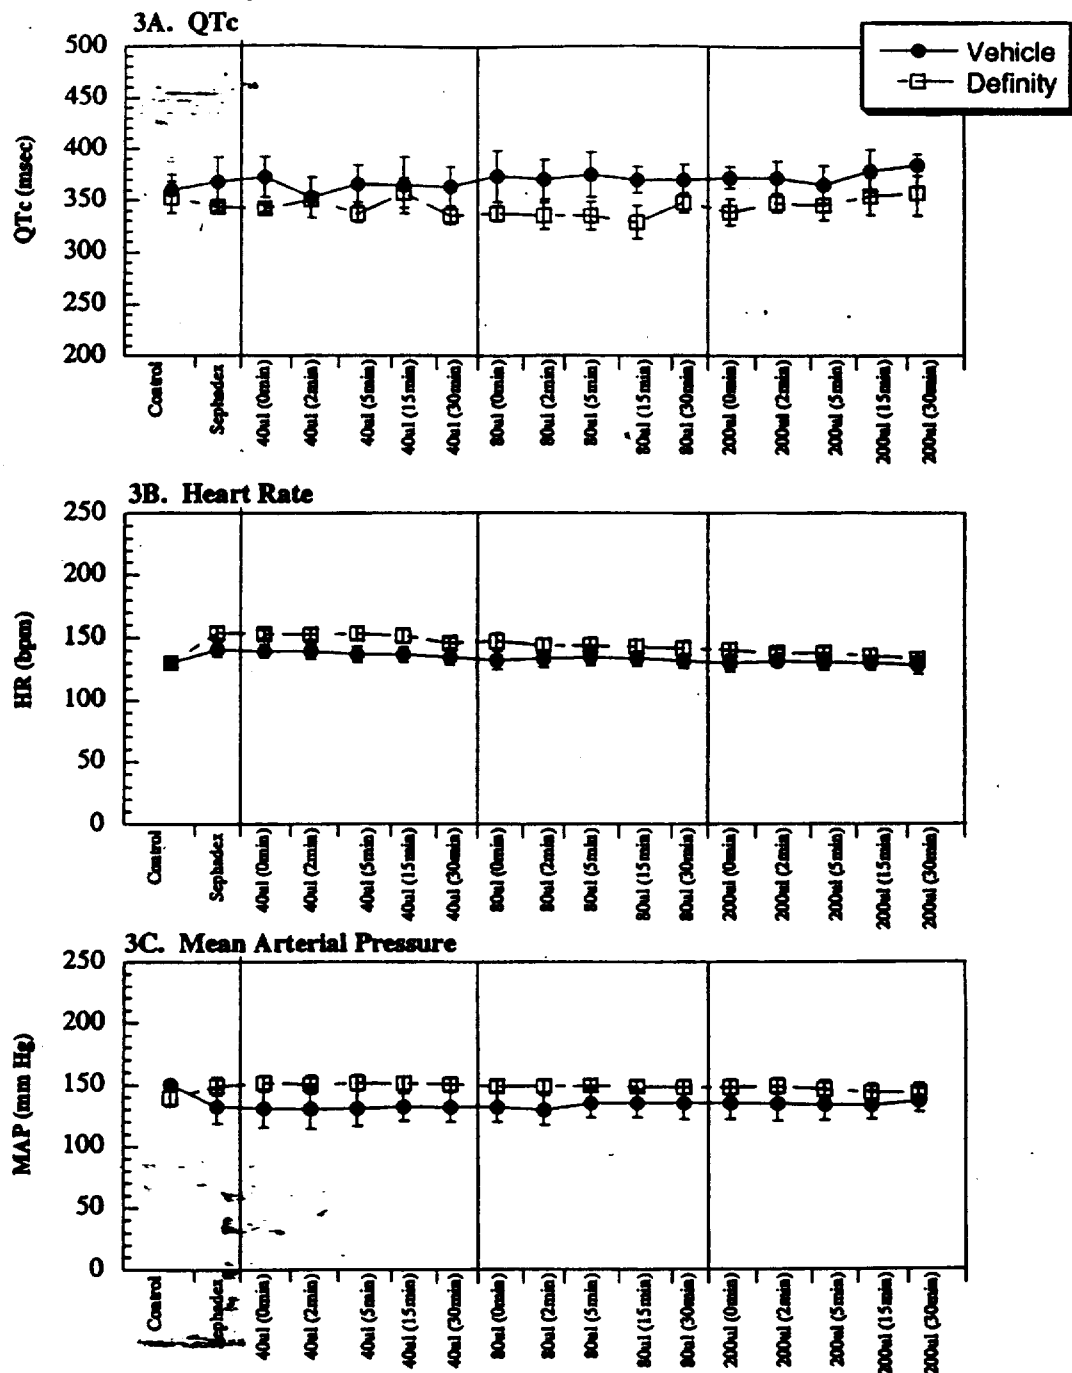 3A. QTc
Vehicle
Definity
500
450
400
350
300
250
200
QTc (msec)
Control
Sephadex
40ul (0min)
40ul (2min)
40ul (5min)
40ul (15min)
40ul (30min)
80ul (0min)
80ul (2min)
80ul (5min)
80ul (15min)
80ul (30min)
200ul (0min)
200ul (2min)
200ul (5min)
200ul (15min)
200ul (30min)
3B. Heart Rate
250
200
150
100
50
0
HR (bpm)
Control
Sephadex
40ul (0min)
40ul (2min)
40ul (5min)
40ul (15min)
40ul (30min)
80ul (0min)
80ul (2min)
80ul (5min)
80ul (15min)
80ul (30min)
200ul (0min)
200ul (2min)
200ul (5min)
200ul (15min)
200ul (30min)
3C. Mean Arterial Pressure
250
200
150
100
50
0
MAP (mm Hg)
Control
Sephadex
40ul (0min)
40ul (2min)
40ul (5min)
40ul (15min)
40ul (30min)
80ul (0min)
80ul (2min)
80ul (5min)
80ul (15min)
80ul (30min)
200ul (0min)
200ul (2min)
200ul (5min)
200ul (15min)
200ul (30min)